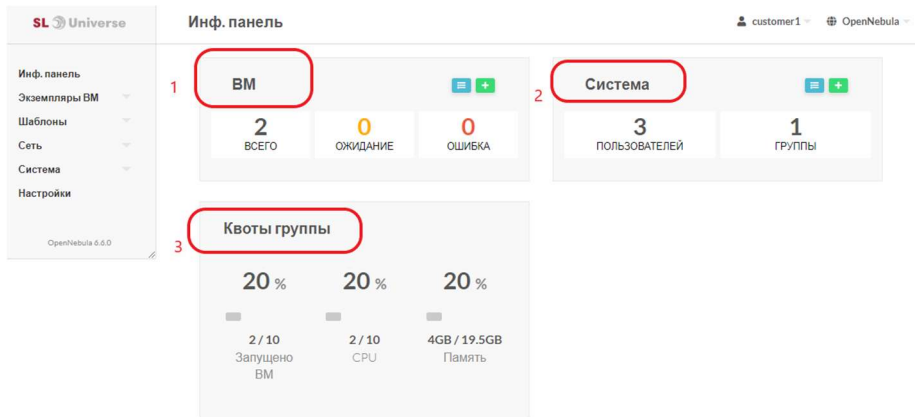 SL Universe
Инф. панель
customer1
OpenNebula
Инф. панель
Экземпляры ВМ
Шаблоны
Сеть
Система
Настройки
OpenNebula 6.6.0
1
ВМ
2
ВСЕГО
0
ОЖИДАНИЕ
0
ОШИБКА
2
Система
3
ПОЛЬЗОВАТЕЛЕЙ
1
ГРУППЫ
3
Квоты группы
20 %
20 %
20 %
2 / 10
Запущено
ВМ
2 / 10
CPU
4GB / 19.5GB
Память